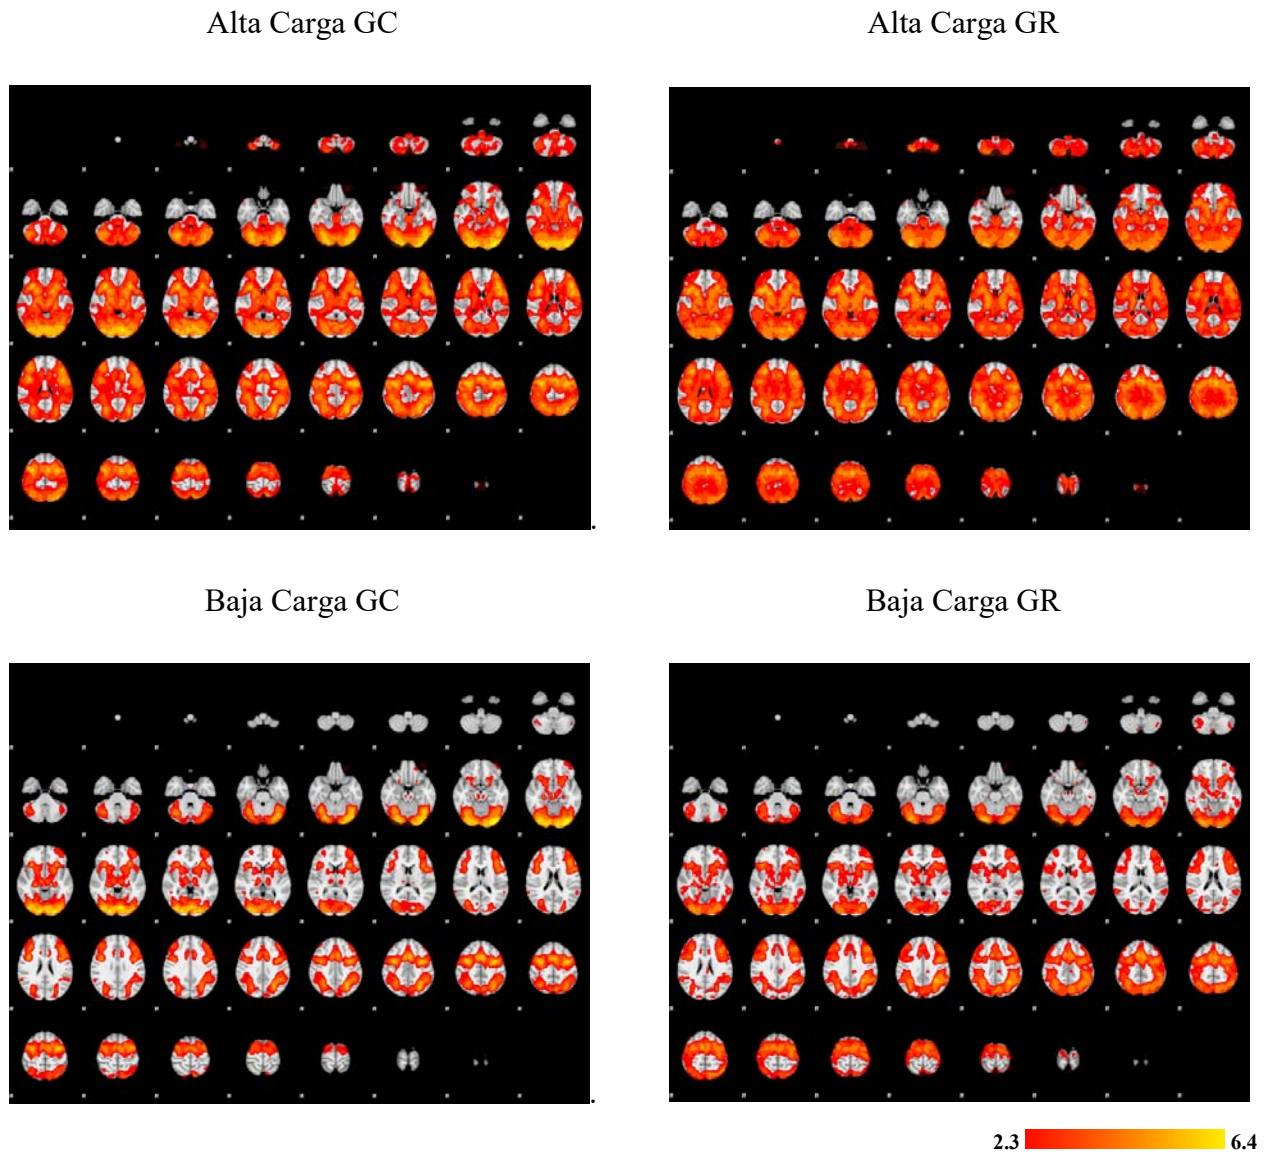 Alta Carga GC
Alta Carga GR
.
Baja Carga GC
Baja Carga GR
.
2.3
6.4